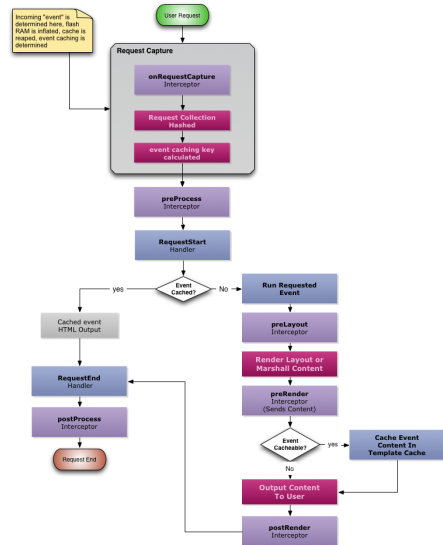 Incoming "event" is
determined here, flash
RAM is inflated, cache is
reaped, event caching is
determined
User Request
Request Capture
onRequestCapture
Interceptor
Request Collection
Hashed
event caching key
calculated
preProcess
Interceptor
RequestStart
Handler
Event
Cached?
yes
No
Run Requested
Event
Cached event
HTML Output
preLayout
Interceptor
Render Layout or
Marshall Content
RequestEnd
Handler
preRender
Interceptor
(Sends Content)
postProcess
Interceptor
Event
Cacheable?
yes
Cache Event
Content In
Template Cache
Request End
No
Output Content
To User
postRender
Interceptor